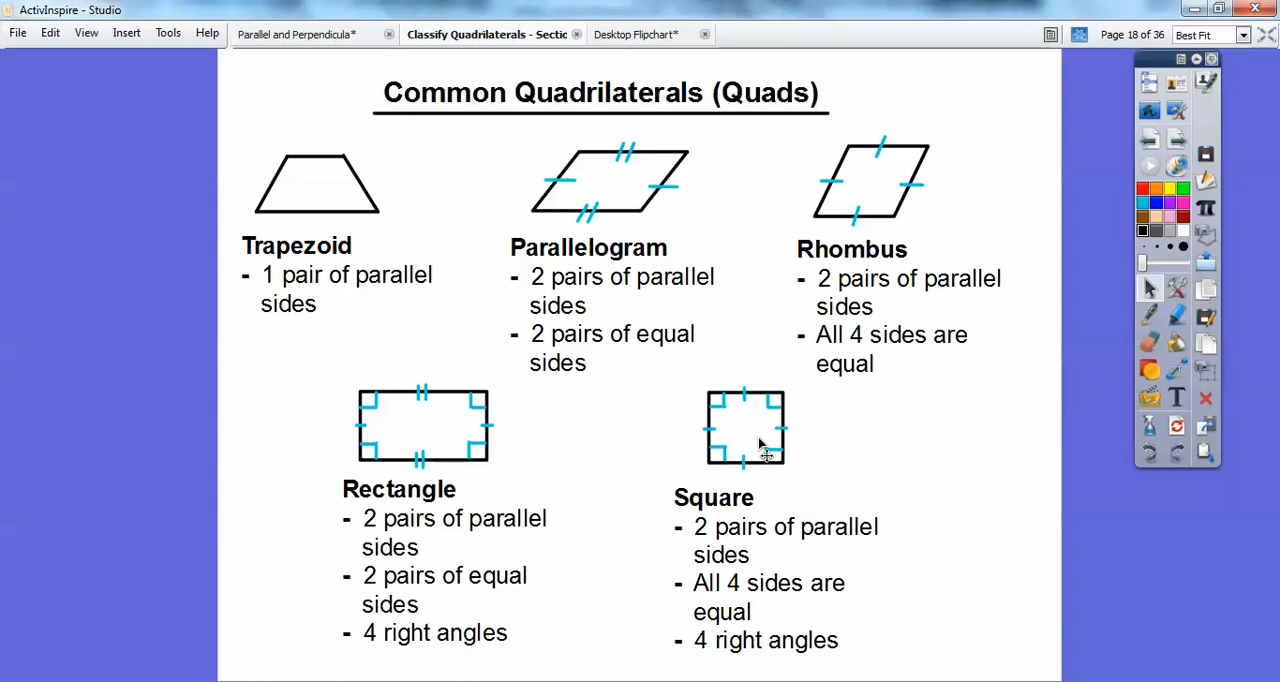 ActivInspire - Studio
File Edit View Insert Tools Help
Parallel and Perpendicula* Classify Quadrilaterals - Sectic Desktop Flipchart*
Page 18 of 36 Best Fit
Common Quadrilaterals (Quads)
Trapezoid
- 1 pair of parallel
sides
Parallelogram
- 2 pairs of parallel
sides
- 2 pairs of equal
sides
Rhombus
- 2 pairs of parallel
sides
- All 4 sides are
equal
Rectangle
- 2 pairs of parallel
sides
- 2 pairs of equal
sides
- 4 right angles
Square
- 2 pairs of parallel
sides
- All 4 sides are
equal
- 4 right angles